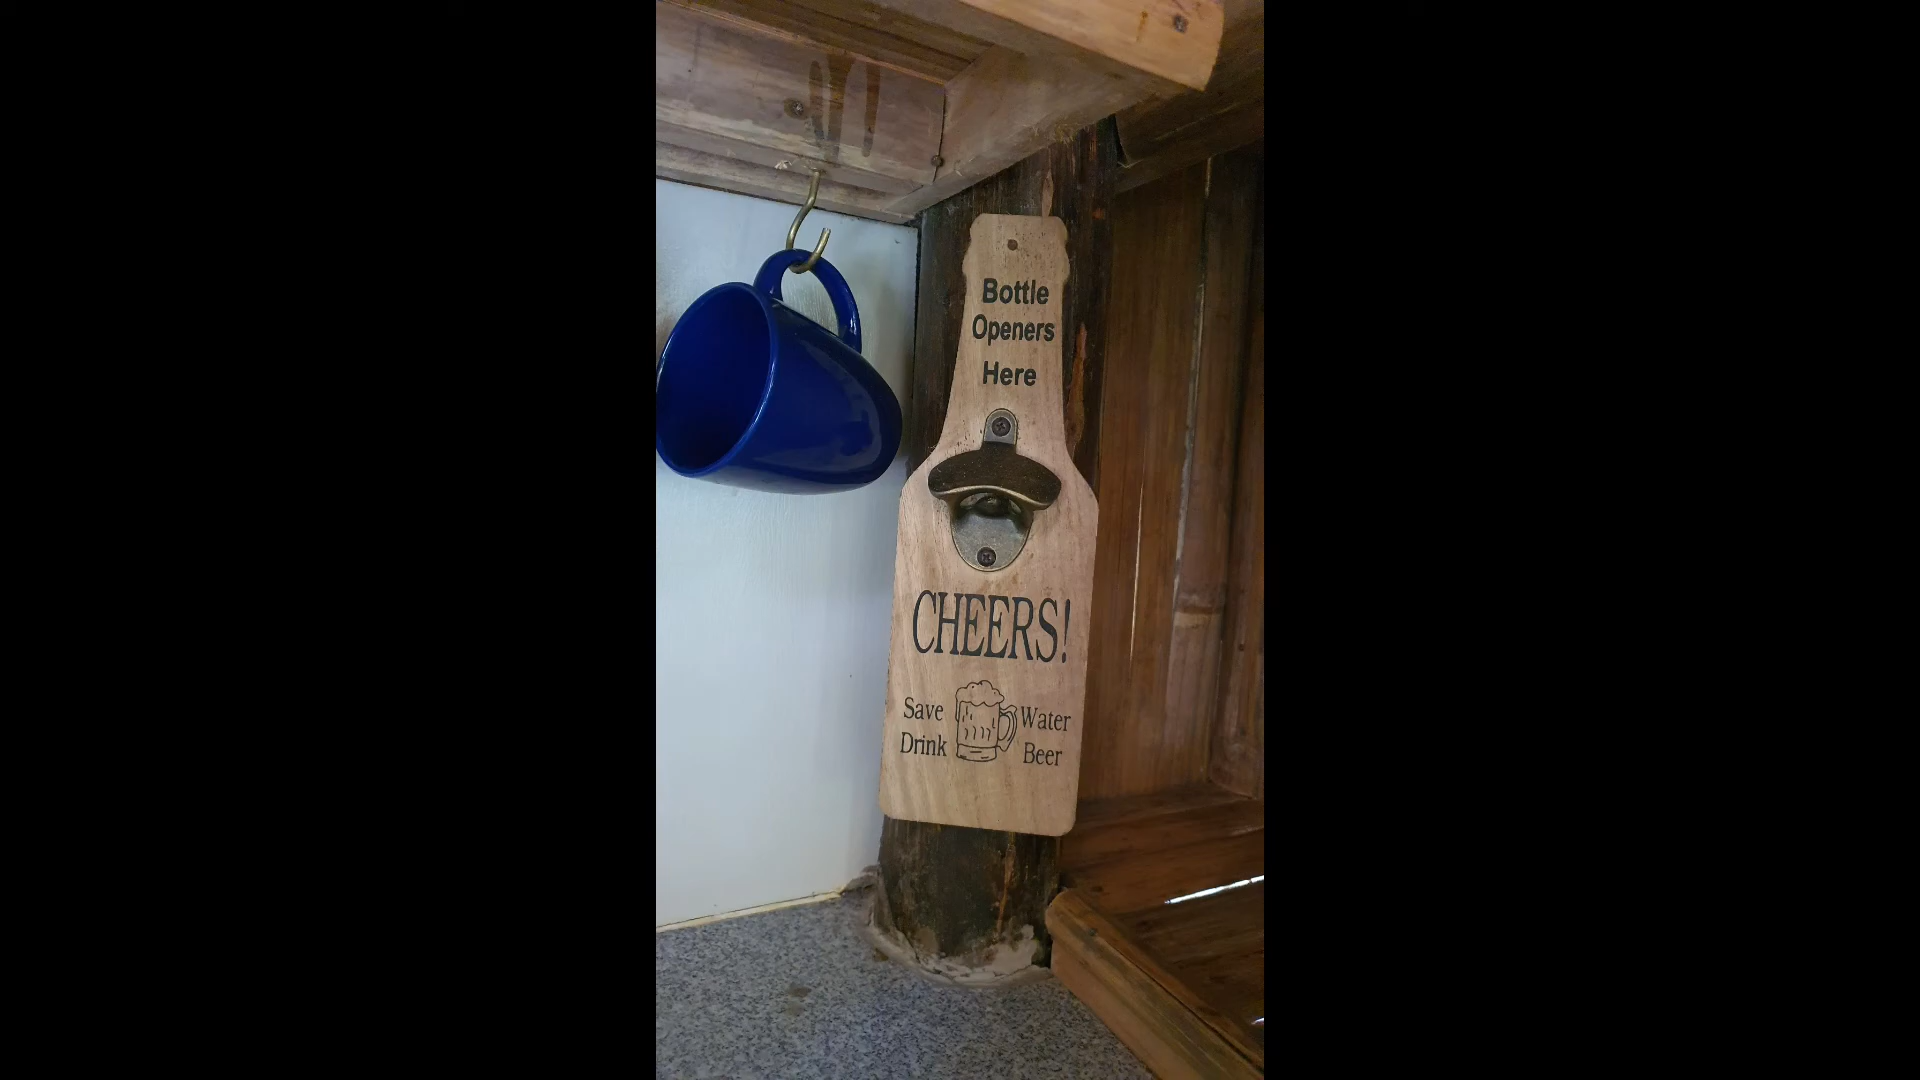 Bottle
Openers
Here
CHEERS!
Save Water
Drink Beer